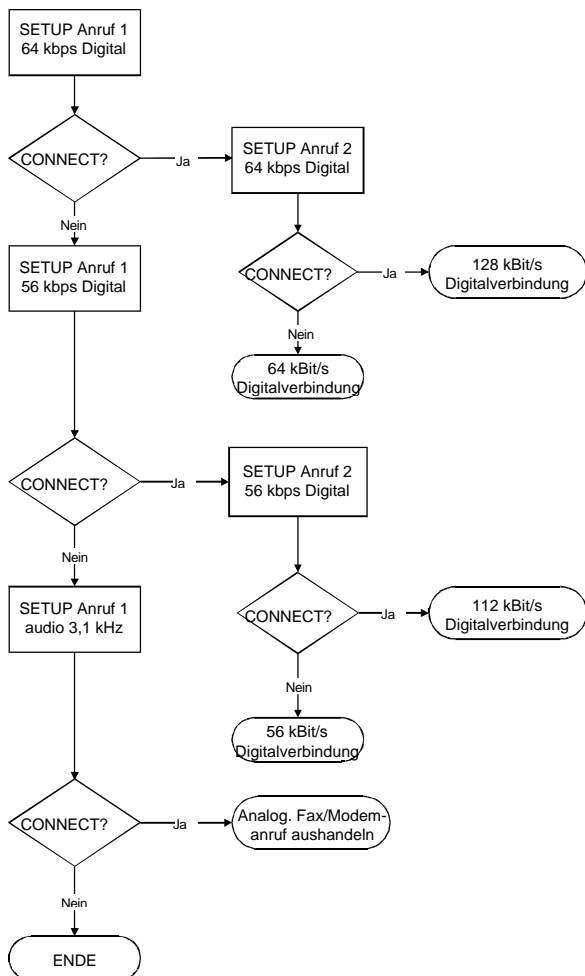 SETUP Anruf 1
64 kbps Digital
CONNECT?
Ja
SETUP Anruf 2
64 kbps Digital
Nein
SETUP Anruf 1
56 kbps Digital
CONNECT?
Ja
128 kBit/s
Digitalverbindung
Nein
64 kBit/s
Digitalverbindung
CONNECT?
Ja
SETUP Anruf 2
56 kbps Digital
Nein
SETUP Anruf 1
audio 3,1 kHz
CONNECT?
Ja
112 kBit/s
Digitalverbindung
Nein
56 kBit/s
Digitalverbindung
CONNECT?
Ja
Analog. Fax/Modem-
anruf aushandeln
Nein
ENDE